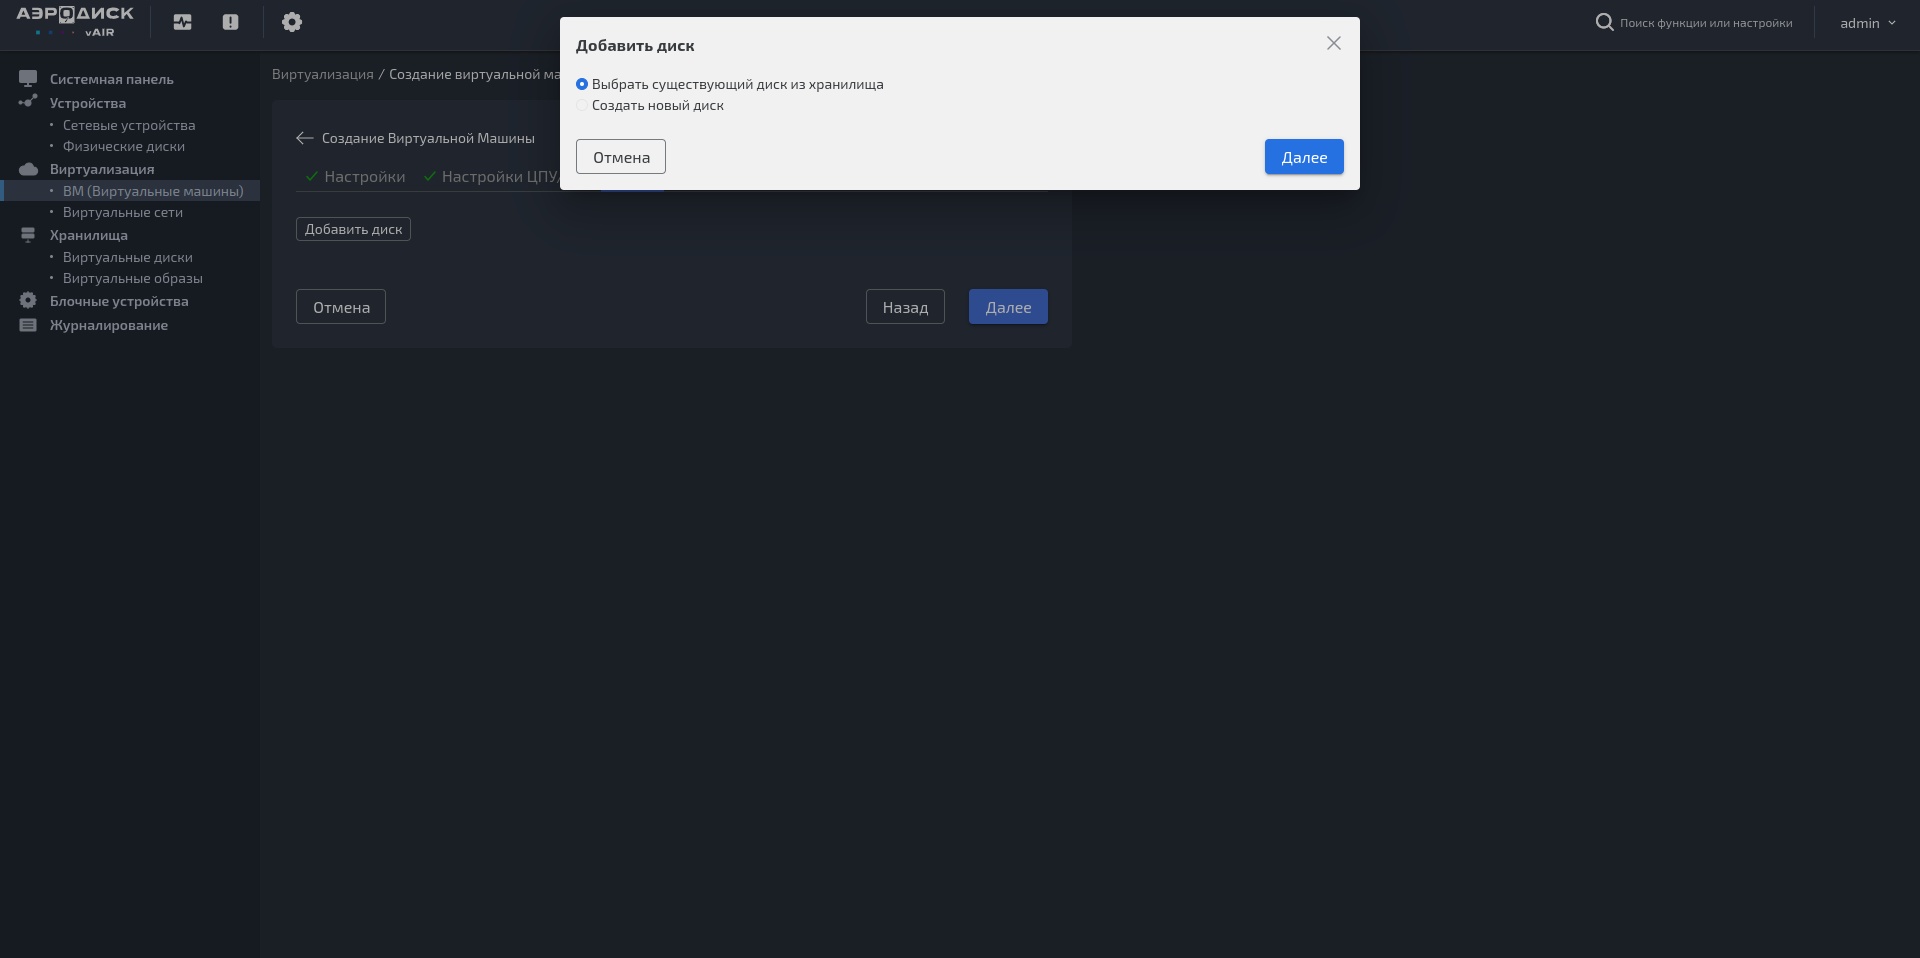 АЭРОДИСК
vAIR
Поиск функции или настройки
admin
Добавить диск
Выбрать существующий диск из хранилища
Создать новый диск
Отмена
Далее
Системная панель
Устройства
Сетевые устройства
Физические диски
Виртуализация
ВМ (Виртуальные машины)
Виртуальные сети
Хранилища
Виртуальные диски
Виртуальные образы
Блочные устройства
Журналирование
Виртуализация / Создание виртуальной ма
Создание Виртуальной Машины
Настройки
Настройки ЦПУ/
Добавить диск
Отмена
Назад
Далее